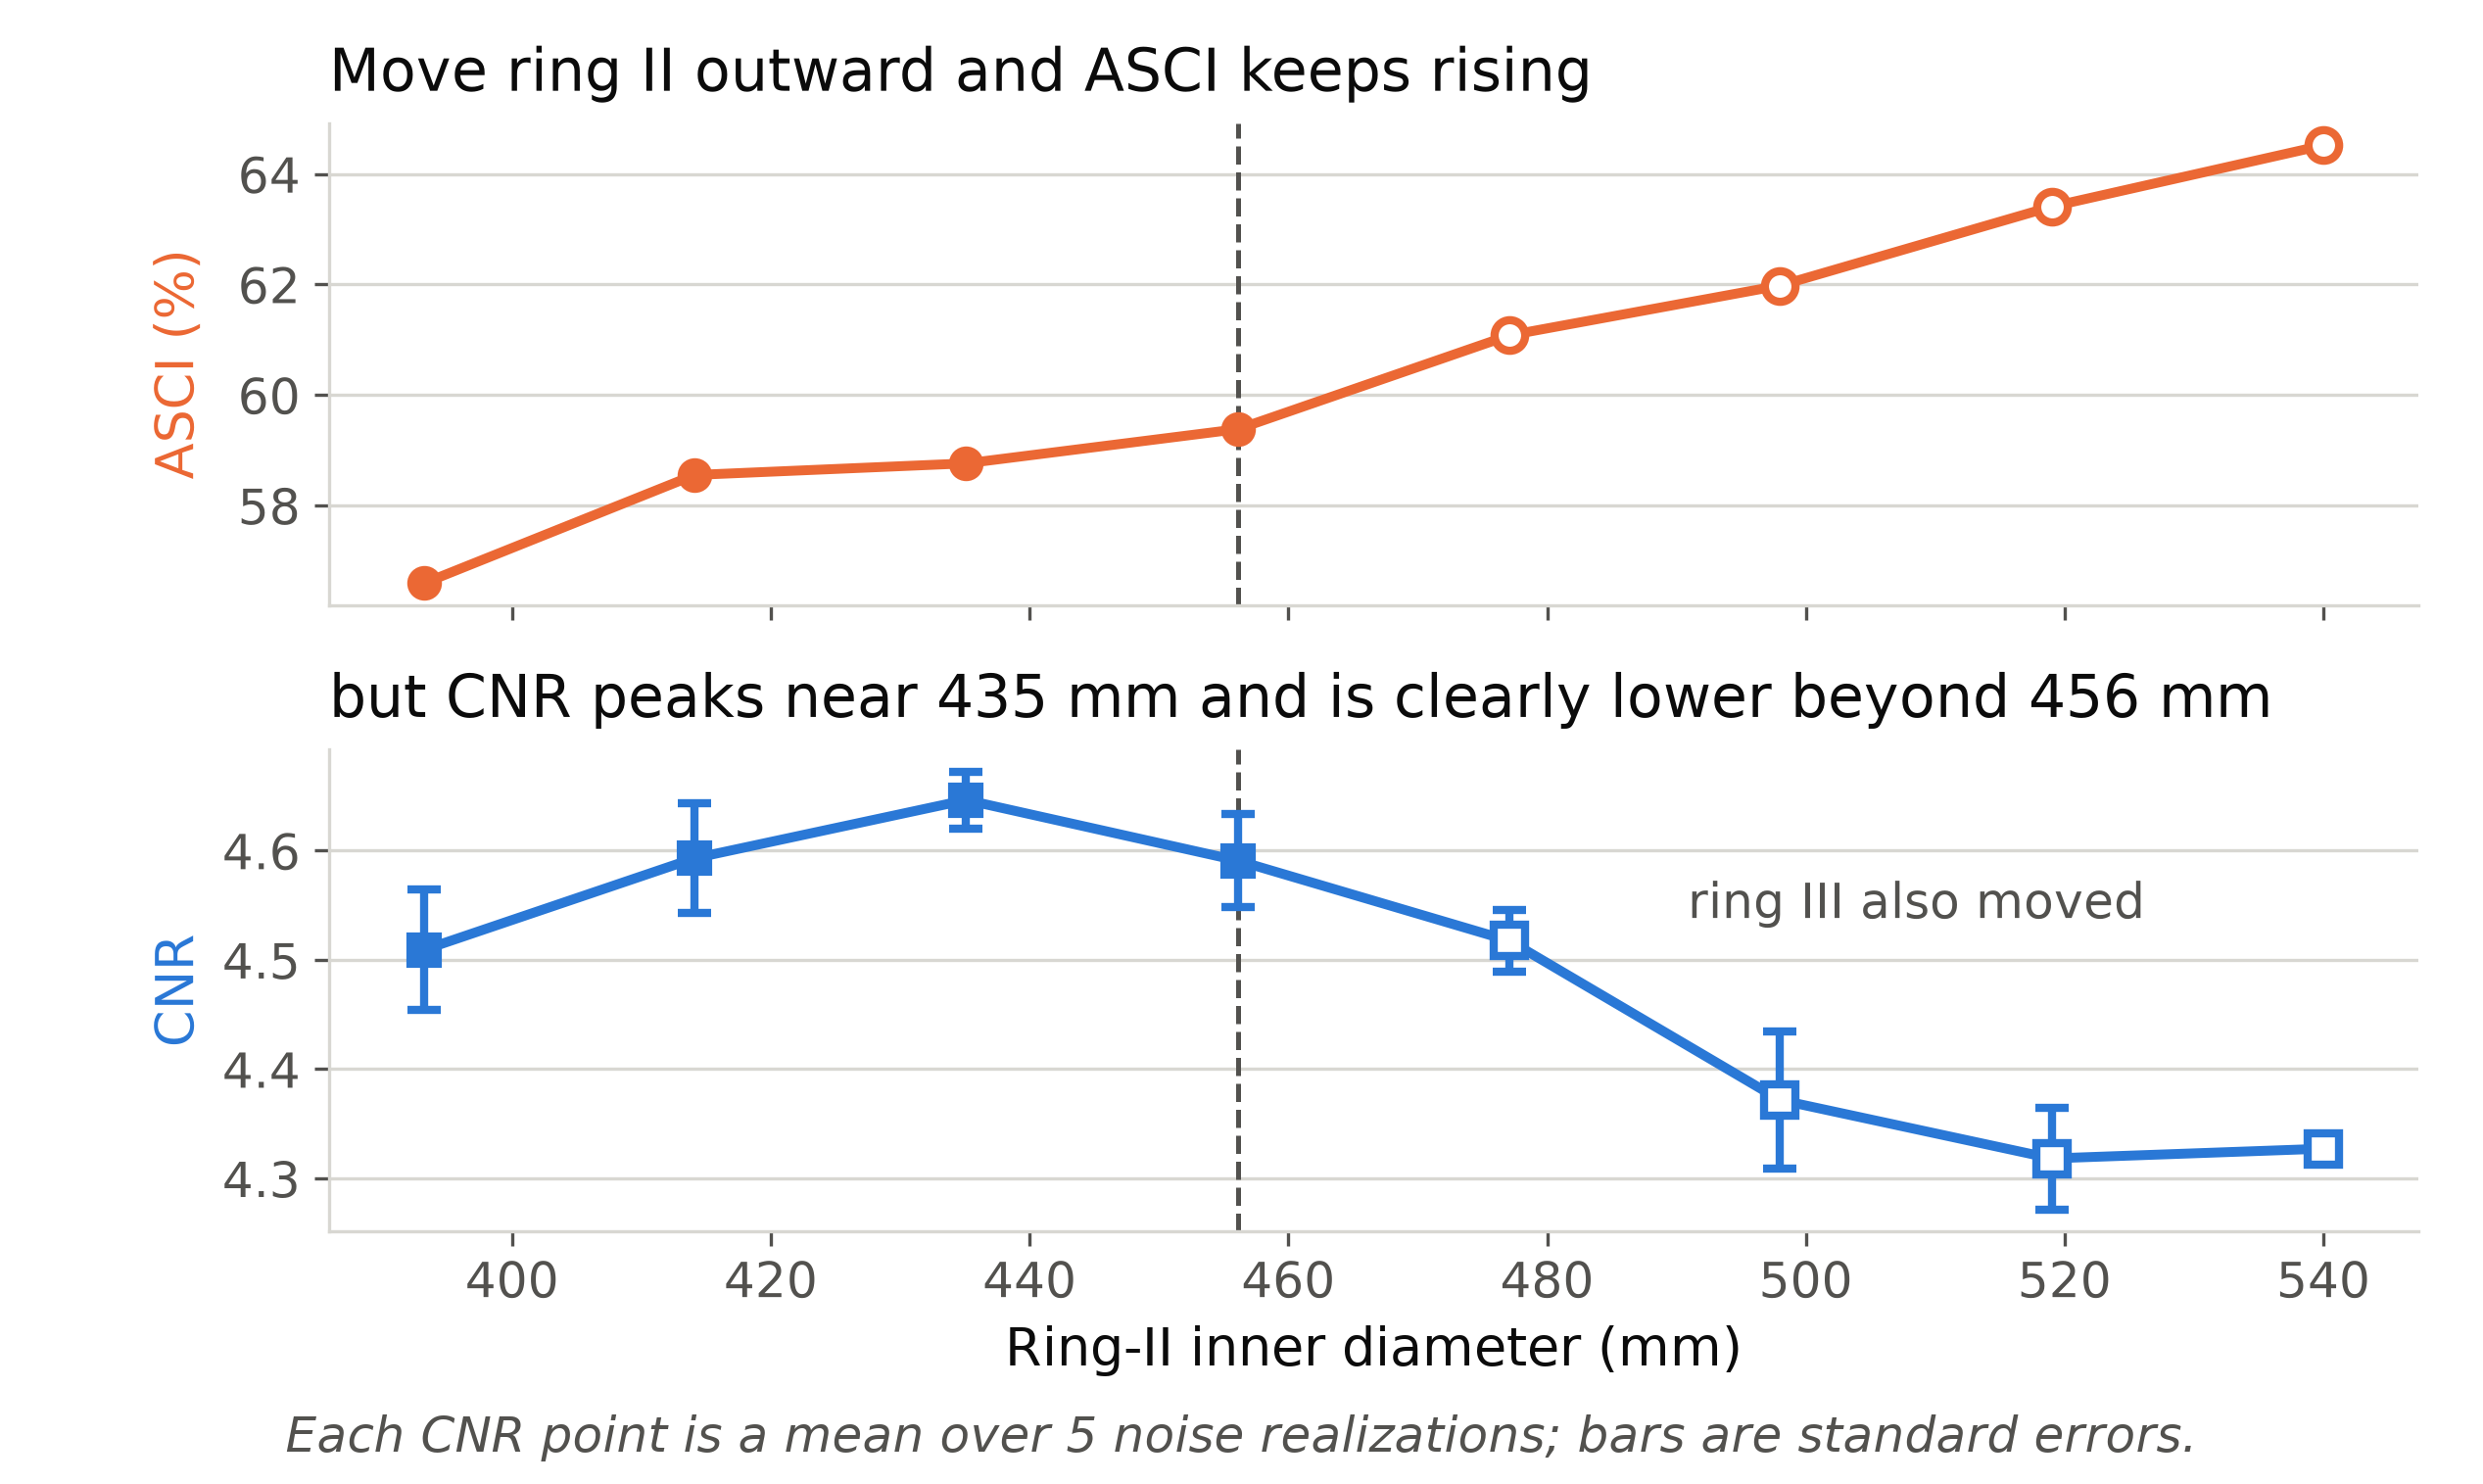 Move ring II outward and ASCI keeps rising
64
62
60
58
ASCI (%)
but CNR peaks near 435 mm and is clearly lower beyond 456 mm
4.6
4.5
4.4
4.3
CNR
ring III also moved
400 420 440 460 480 500 520 540
Ring-II inner diameter (mm)
Each CNR point is a mean over 5 noise realizations; bars are standard errors.